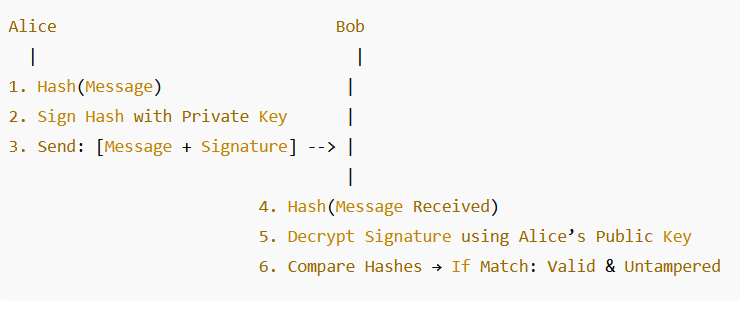 Alice Bob
| |
1. Hash(Message) |
2. Sign Hash with Private Key |
3. Send: [Message + Signature] --> |
|
4. Hash(Message Received)
5. Decrypt Signature using Alice’s Public Key
6. Compare Hashes → If Match: Valid & Untampered